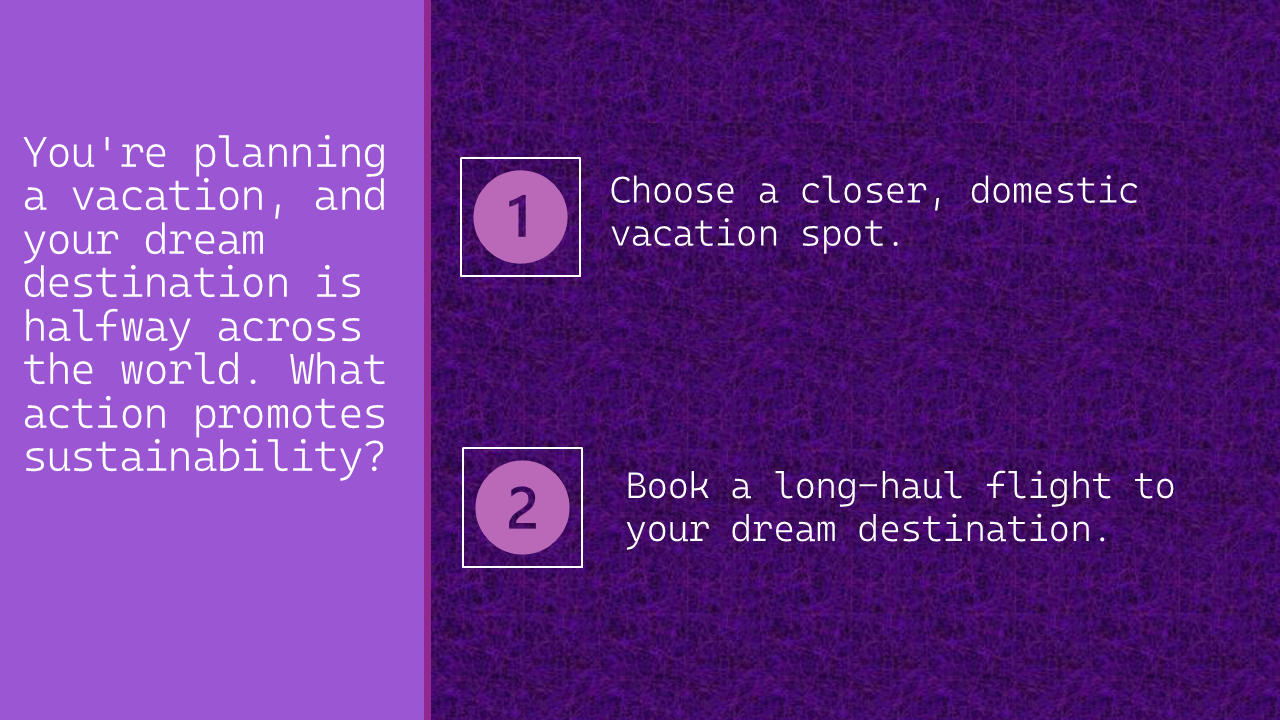 You're planning
a vacation, and
your dream
destination is
halfway across
the world. What
action promotes
sustainability?
1
Choose a closer, domestic
vacation spot.
2
Book a long-haul flight to
your dream destination.